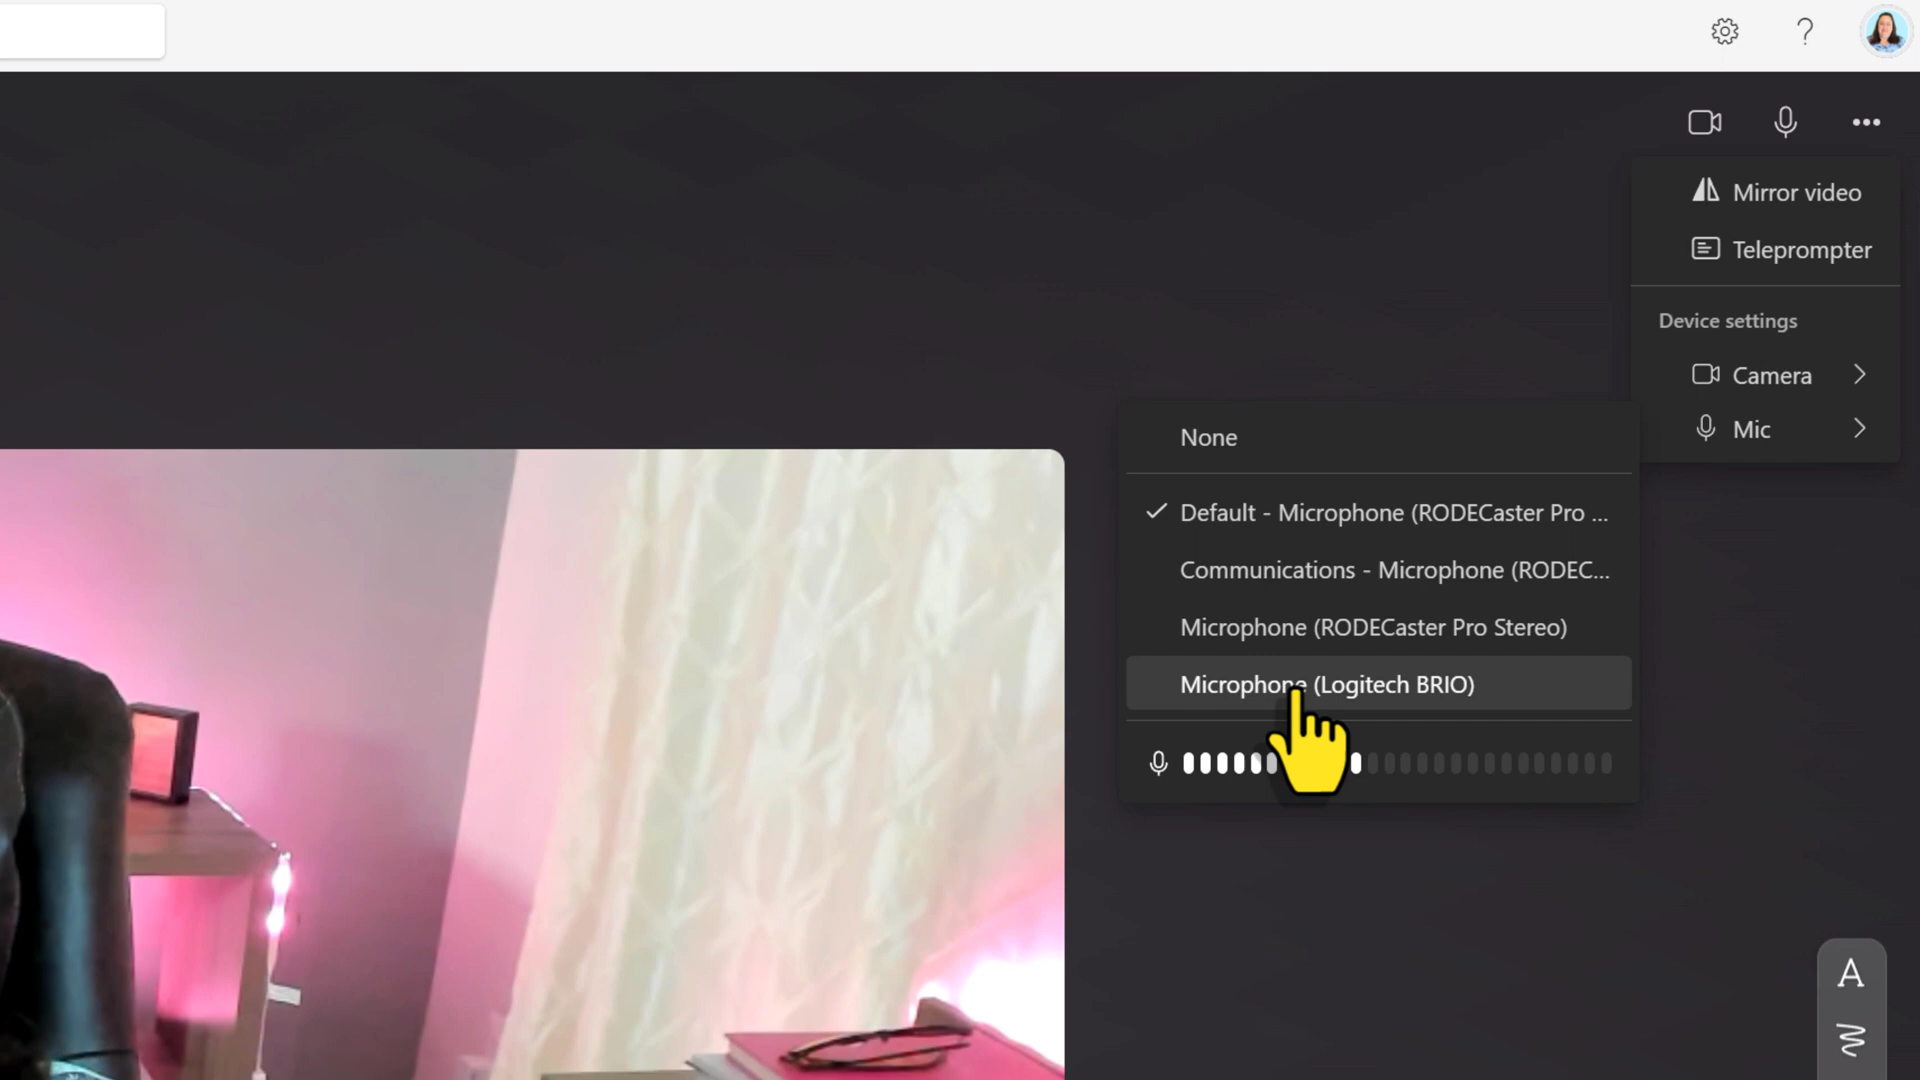 Mirror video
Teleprompter
Device settings
Camera
Mic
None
Default - Microphone (RODECaster Pro ...
Communications - Microphone (RODEC...
Microphone (RODECaster Pro Stereo)
Microphone (Logitech BRIO)
A